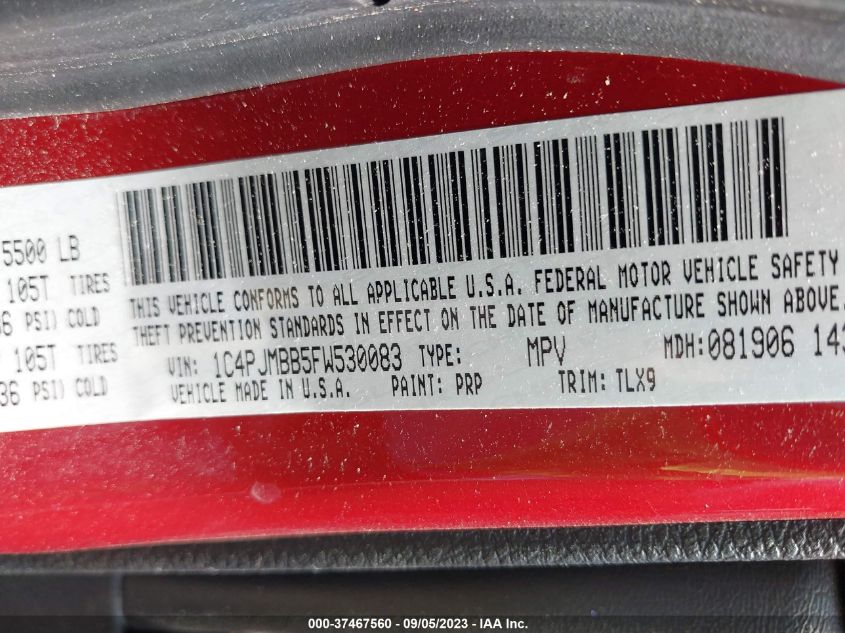 5500 LB
105T TIRES
36 PSI) COLD
105T TIRES
36 PSI) COLD
THIS VEHICLE CONFORMS TO ALL APPLICABLE U.S.A. FEDERAL MOTOR VEHICLE SAFETY
THEFT PREVENTION STANDARDS IN EFFECT ON THE DATE OF MANUFACTURE SHOWN ABOVE.
VIN: 1C4PJMBB5FW530083 TYPE: MPV MDH: 081906 143
VEHICLE MADE IN U.S.A. PAINT: PRP TRIM: TLX9
000-37467560 - 09/05/2023 - IAA Inc.